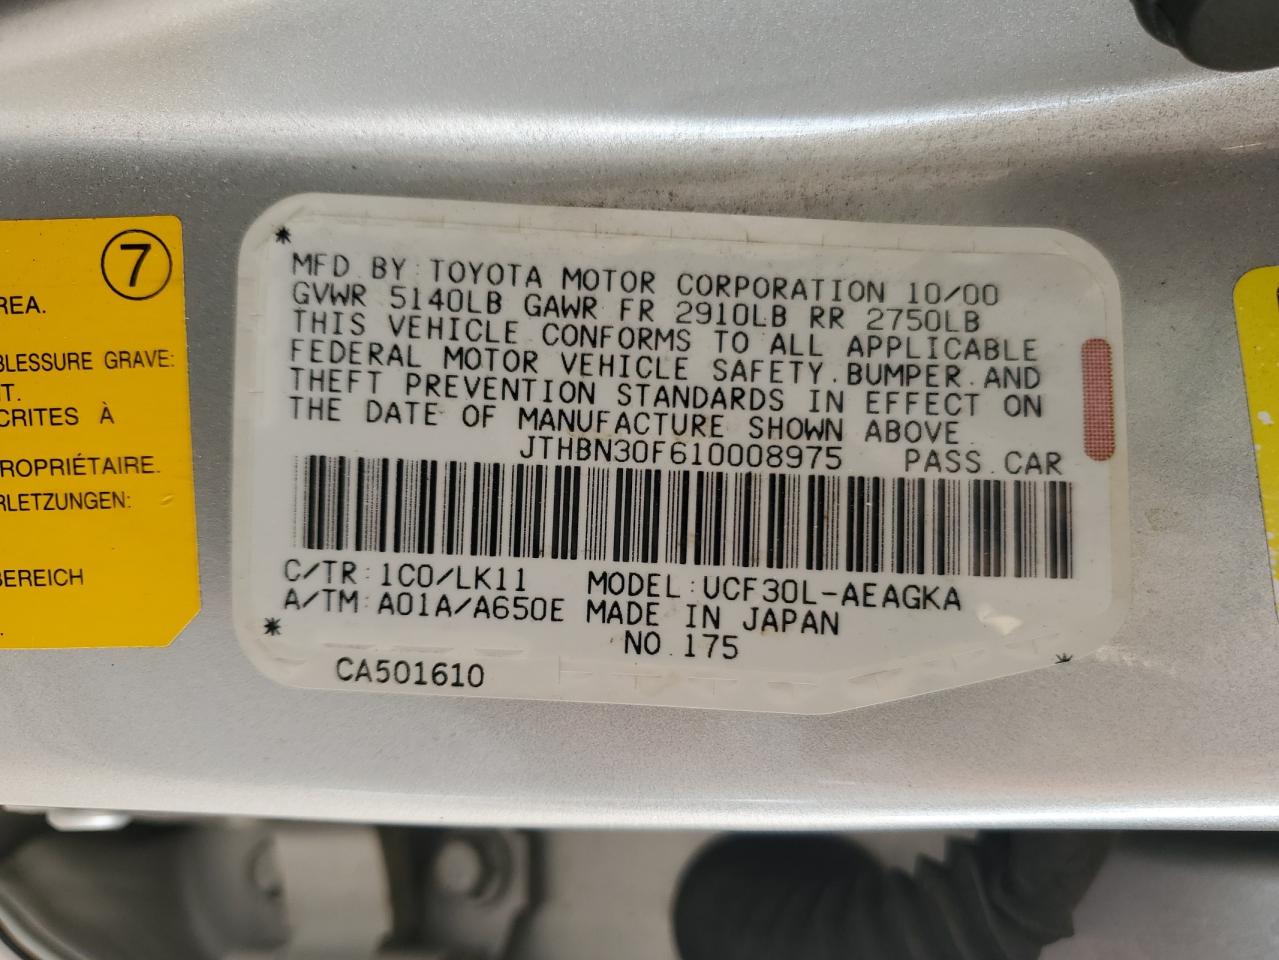 7
REA.
BLESSURE GRAVE:
CRITES À
ROPRIÉTAIRE.
RLETZUNGEN:
BEREICH
MFD. BY: TOYOTA MOTOR CORPORATION 10/00
GVWR 5140LB GAWR FR 2910LB RR 2750LB
THIS VEHICLE CONFORMS TO ALL APPLICABLE
FEDERAL MOTOR VEHICLE SAFETY, BUMPER, AND
THEFT PREVENTION STANDARDS IN EFFECT ON
THE DATE OF MANUFACTURE SHOWN ABOVE.
JTHBN30F610008975 PASS. CAR
C/TR: 1C0/LK11 MODEL: UCF30L-AEAGKA
A/TM: A01A/A650E MADE IN JAPAN
NO. 175
CA501610